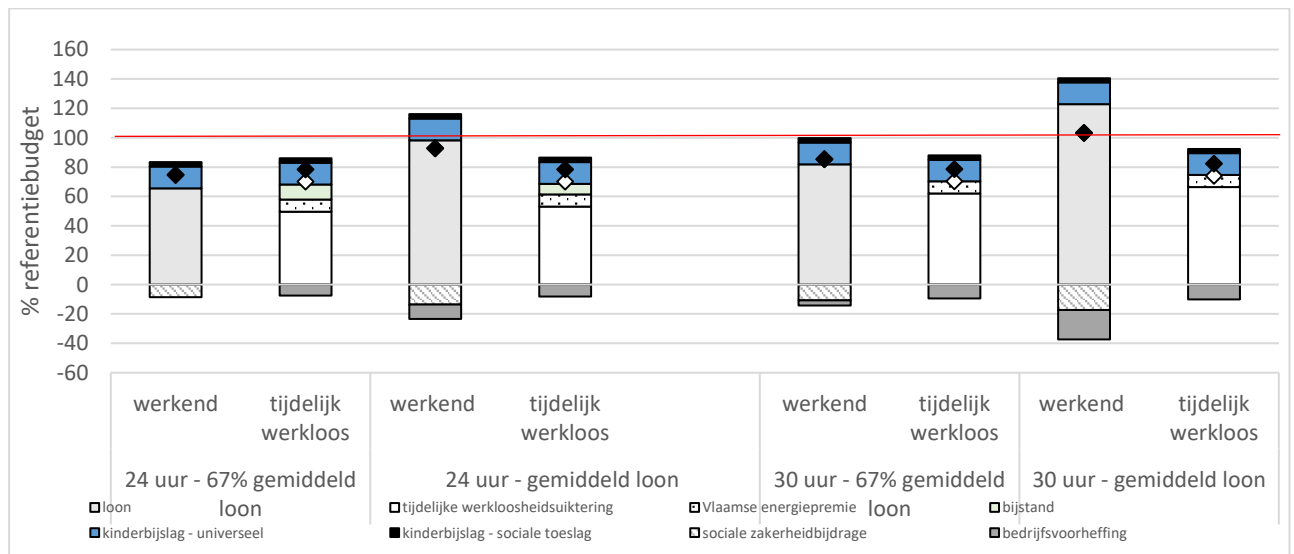 % referentiebudget
160
140
120
100
80
60
40
20
0
-20
-40
-60
werkend
tijdelijk
werkloos
werkend
tijdelijk
werkloos
werkend
tijdelijk
werkloos
werkend
tijdelijk
werkloos
24 uur - 67% gemiddeld
loon
24 uur - gemiddeld loon
30 uur - 67% gemiddeld
loon
30 uur - gemiddeld loon
loon
tijdelijke werkloosheidsuiktering
Vlaamse energiepremie
bijstand
kinderbijslag - universeel
kinderbijslag - sociale toeslag
sociale zakerheidbijdrage
bedrijfsvoorheffing